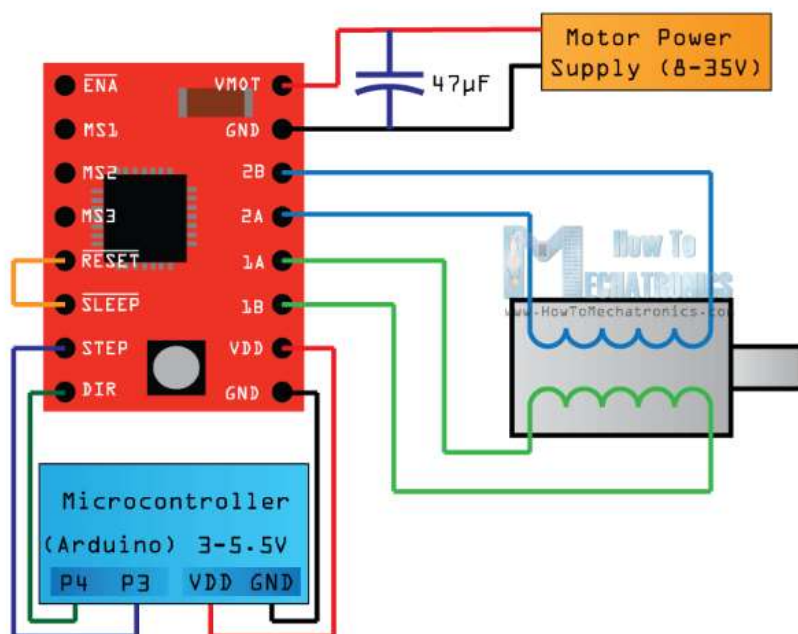 Motor Power
Supply (8-35V)
47µF
ENA
MS1
MS2
MS3
RESET
SLEEP
STEP
DIR
VMOT
GND
2B
2A
1A
1B
VDD
GND
How To
MECHATRONICS
www.HowToMechatronics.com
Microcontroller
(Arduino) 3-5.5V
P4 P3 VDD GND